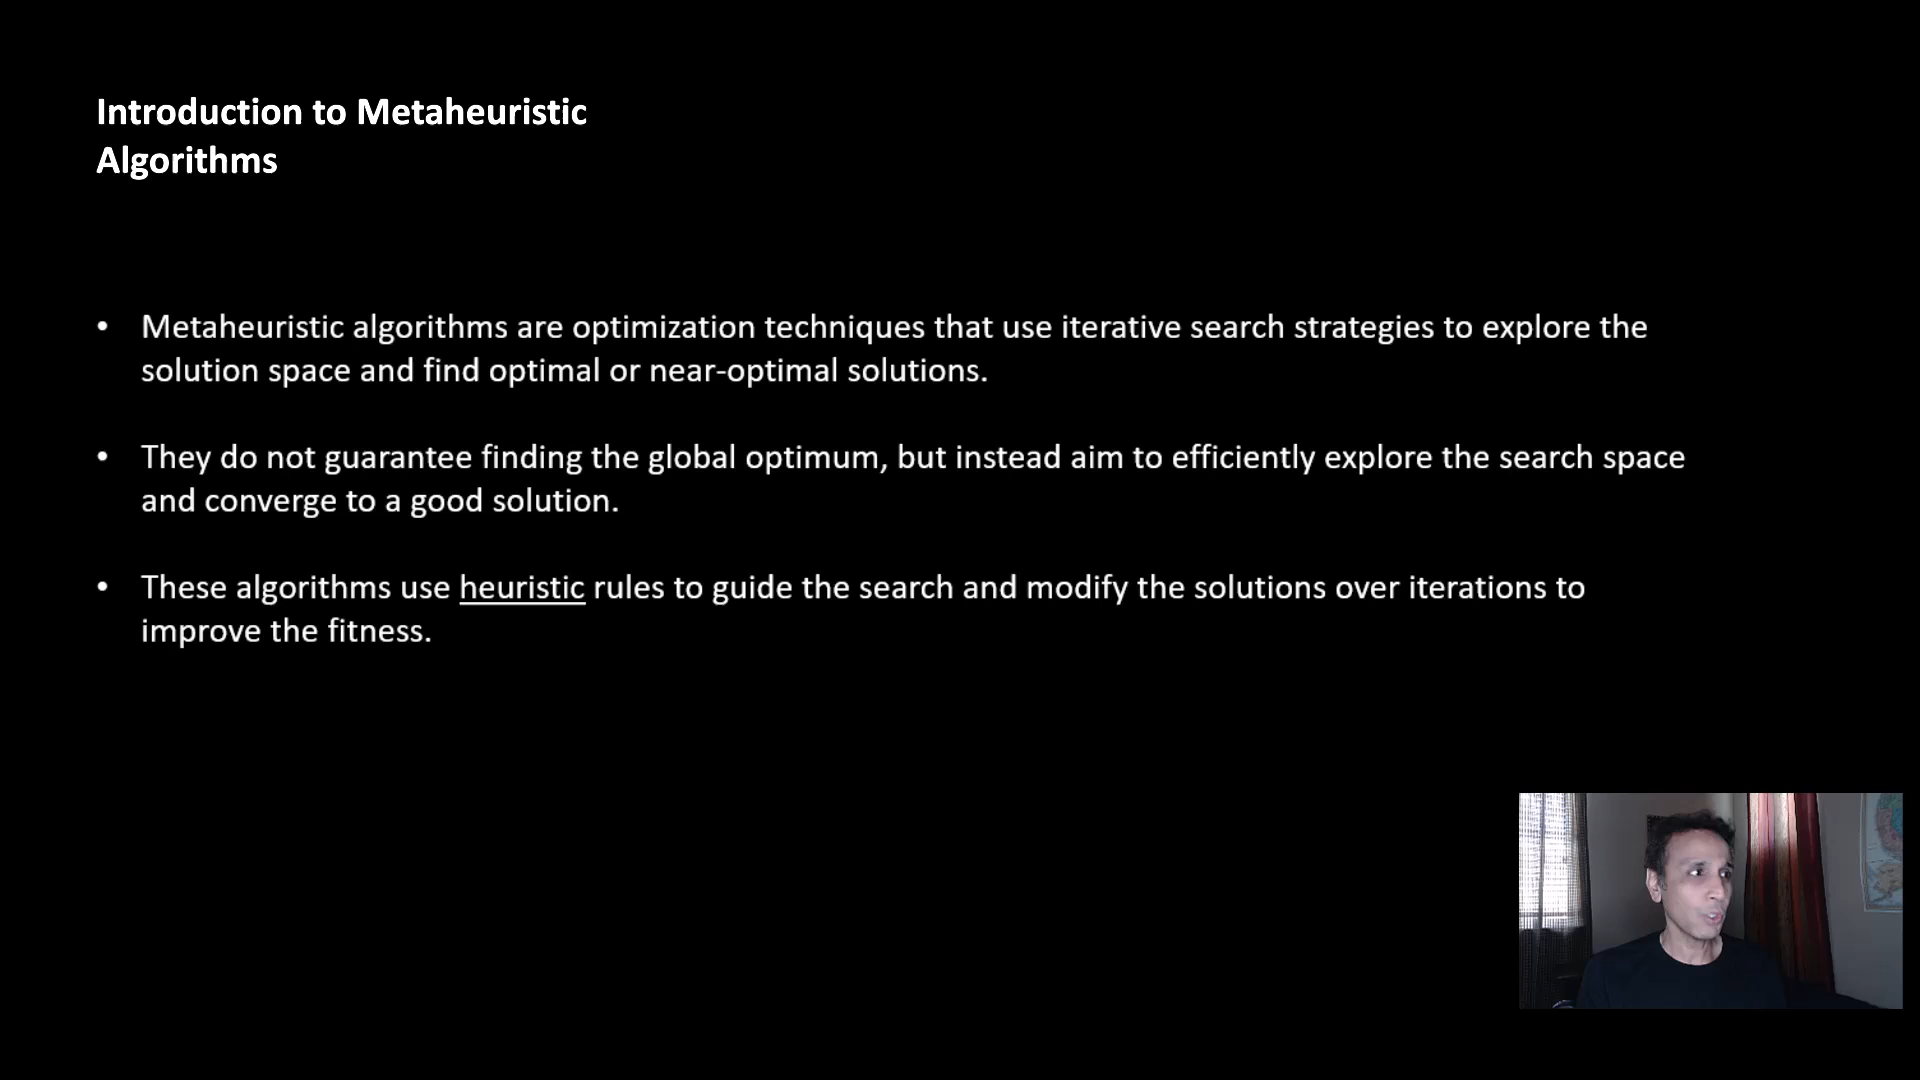 Introduction to Metaheuristic
Algorithms
• Metaheuristic algorithms are optimization techniques that use iterative search strategies to explore the
solution space and find optimal or near-optimal solutions.
• They do not guarantee finding the global optimum, but instead aim to efficiently explore the search space
and converge to a good solution.
• These algorithms use heuristic rules to guide the search and modify the solutions over iterations to
improve the fitness.